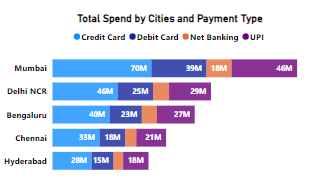 Total Spend by Cities and Payment Type
Credit Card Debit Card Net Banking UPI
Mumbai 70M 39M 18M 46M
Delhi NCR 46M 25M 29M
Bengaluru 40M 23M 27M
Chennai 33M 18M 21M
Hyderabad 28M 15M 18M